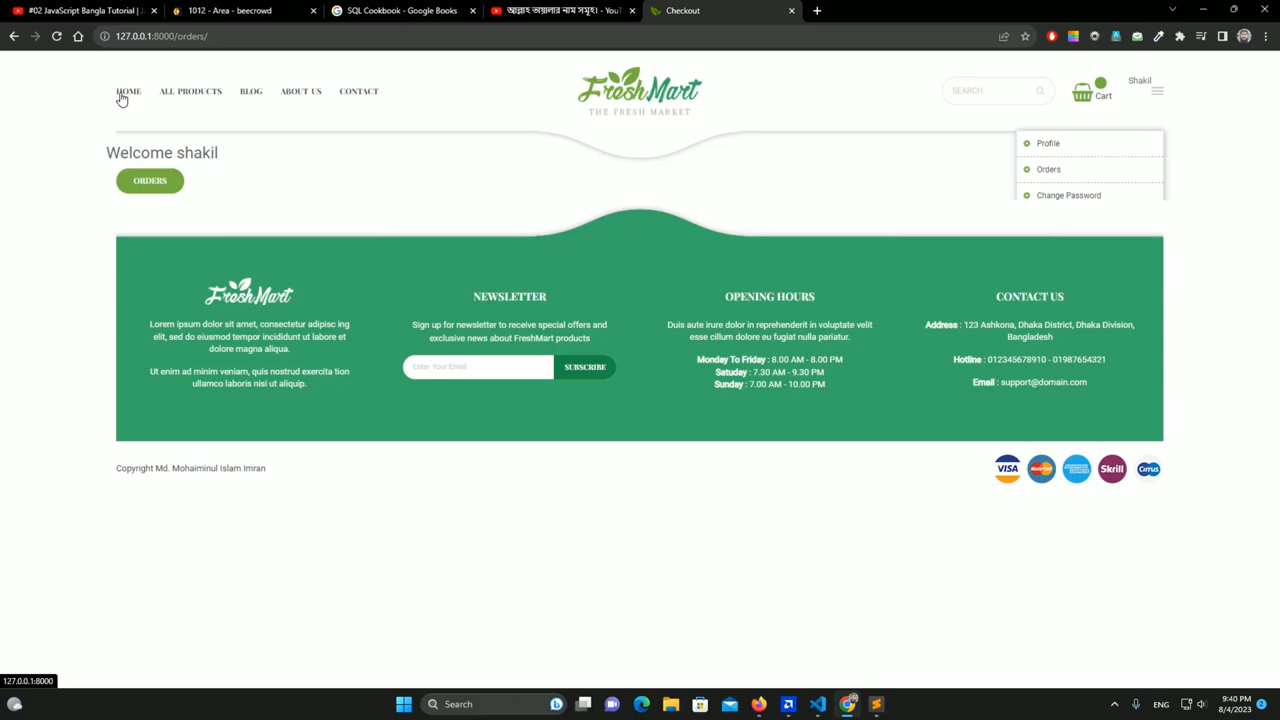 #02 JavaScript Bangla Tutorial |
1012 - Area - beecrowd
SQL Cookbook - Google Books
আল্লাহ তায়ালার নাম সমূহ। - YouT
Checkout
127.0.0.1:8000/orders/
HOME
ALL PRODUCTS
BLOG
ABOUT US
CONTACT
FreshMart
THE FRESH MARKET
SEARCH
Cart
Shakil
Welcome shakil
ORDERS
Profile
Orders
Change Password
FreshMart
Lorem ipsum dolor sit amet, consectetur adipisc ing
elit, sed do eiusmod tempor incididunt ut labore et
dolore magna aliqua.
Ut enim ad minim veniam, quis nostrud exercita tion
ullamco laboris nisi ut aliquip.
NEWSLETTER
Sign up for newsletter to receive special offers and
exclusive news about FreshMart products
Enter Your Email
SUBSCRIBE
OPENING HOURS
Duis aute irure dolor in reprehenderit in voluptate velit
esse cillum dolore eu fugiat nulla pariatur.
Monday To Friday : 8.00 AM - 8.00 PM
Satuday : 7.30 AM - 9.30 PM
Sunday : 7.00 AM - 10.00 PM
CONTACT US
Address : 123 Ashkona, Dhaka District, Dhaka Division,
Bangladesh
Hotline : 012345678910 - 01987654321
Email : support@domain.com
Copyright Md. Mohaiminul Islam Imran
VISA
MasterCard
AMERICAN EXPRESS
Skrill
Cirrus
127.0.0.1:8000
Search
ENG
9:40 PM
8/4/2023
2